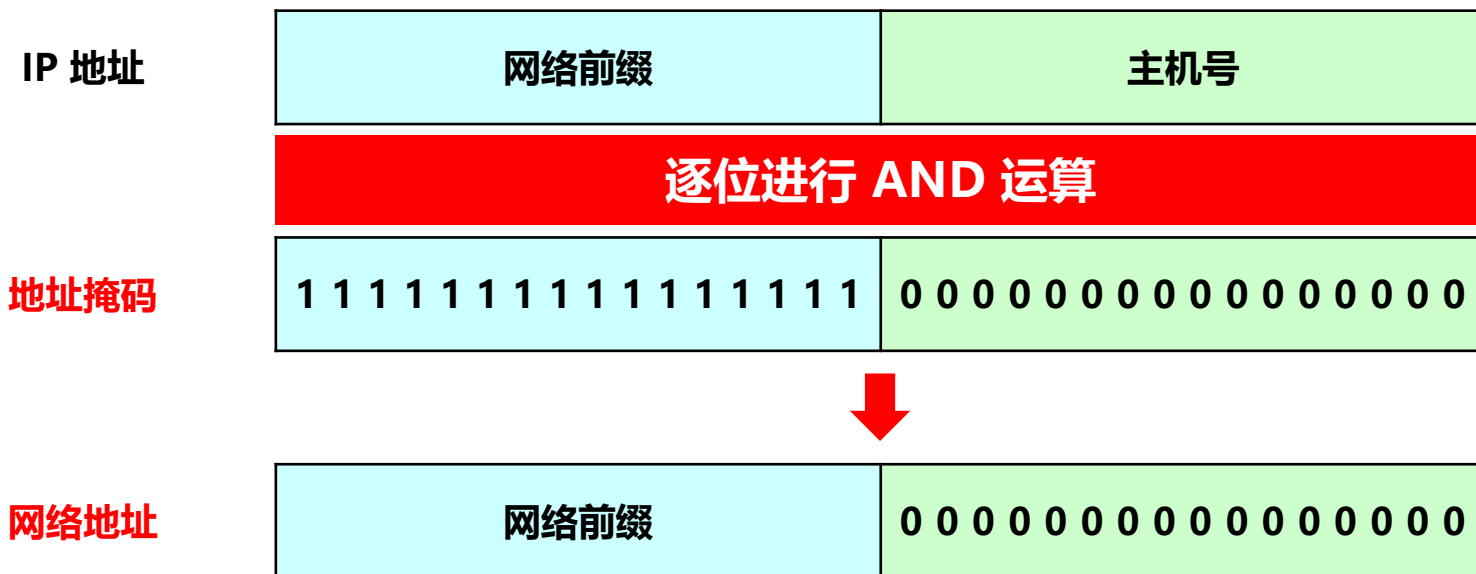 IP 地址 网络前缀 主机号
逐位进行 AND 运算
地址掩码 1 1 1 1 1 1 1 1 1 1 1 1 1 1 1 1 0 0 0 0 0 0 0 0 0 0 0 0 0 0 0 0
网络地址 网络前缀 0 0 0 0 0 0 0 0 0 0 0 0 0 0 0 0